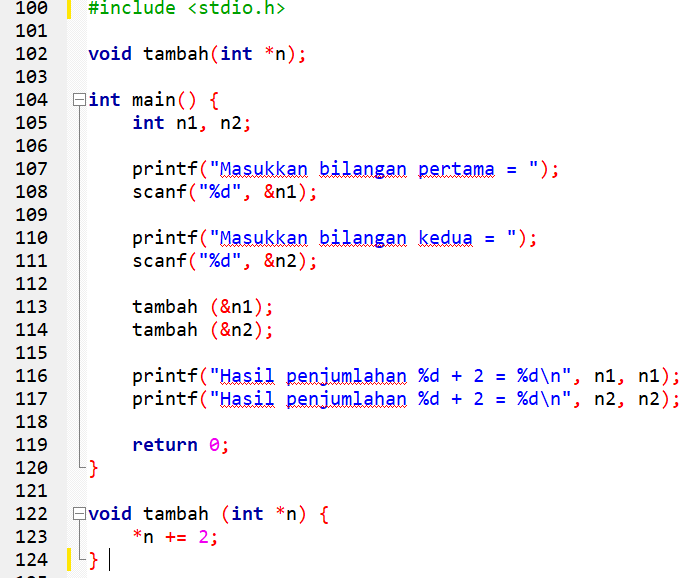 100 #include <stdio.h>
101
102 void tambah(int *n);
103
104 int main() {
105     int n1, n2;
106
107     printf("Masukkan bilangan pertama = ");
108     scanf("%d", &n1);
109
110     printf("Masukkan bilangan kedua = ");
111     scanf("%d", &n2);
112
113     tambah (&n1);
114     tambah (&n2);
115
116     printf("Hasil penjumlahan %d + 2 = %d\n", n1, n1);
117     printf("Hasil penjumlahan %d + 2 = %d\n", n2, n2);
118
119     return 0;
120 }
121
122 void tambah (int *n) {
123     *n += 2;
124 }